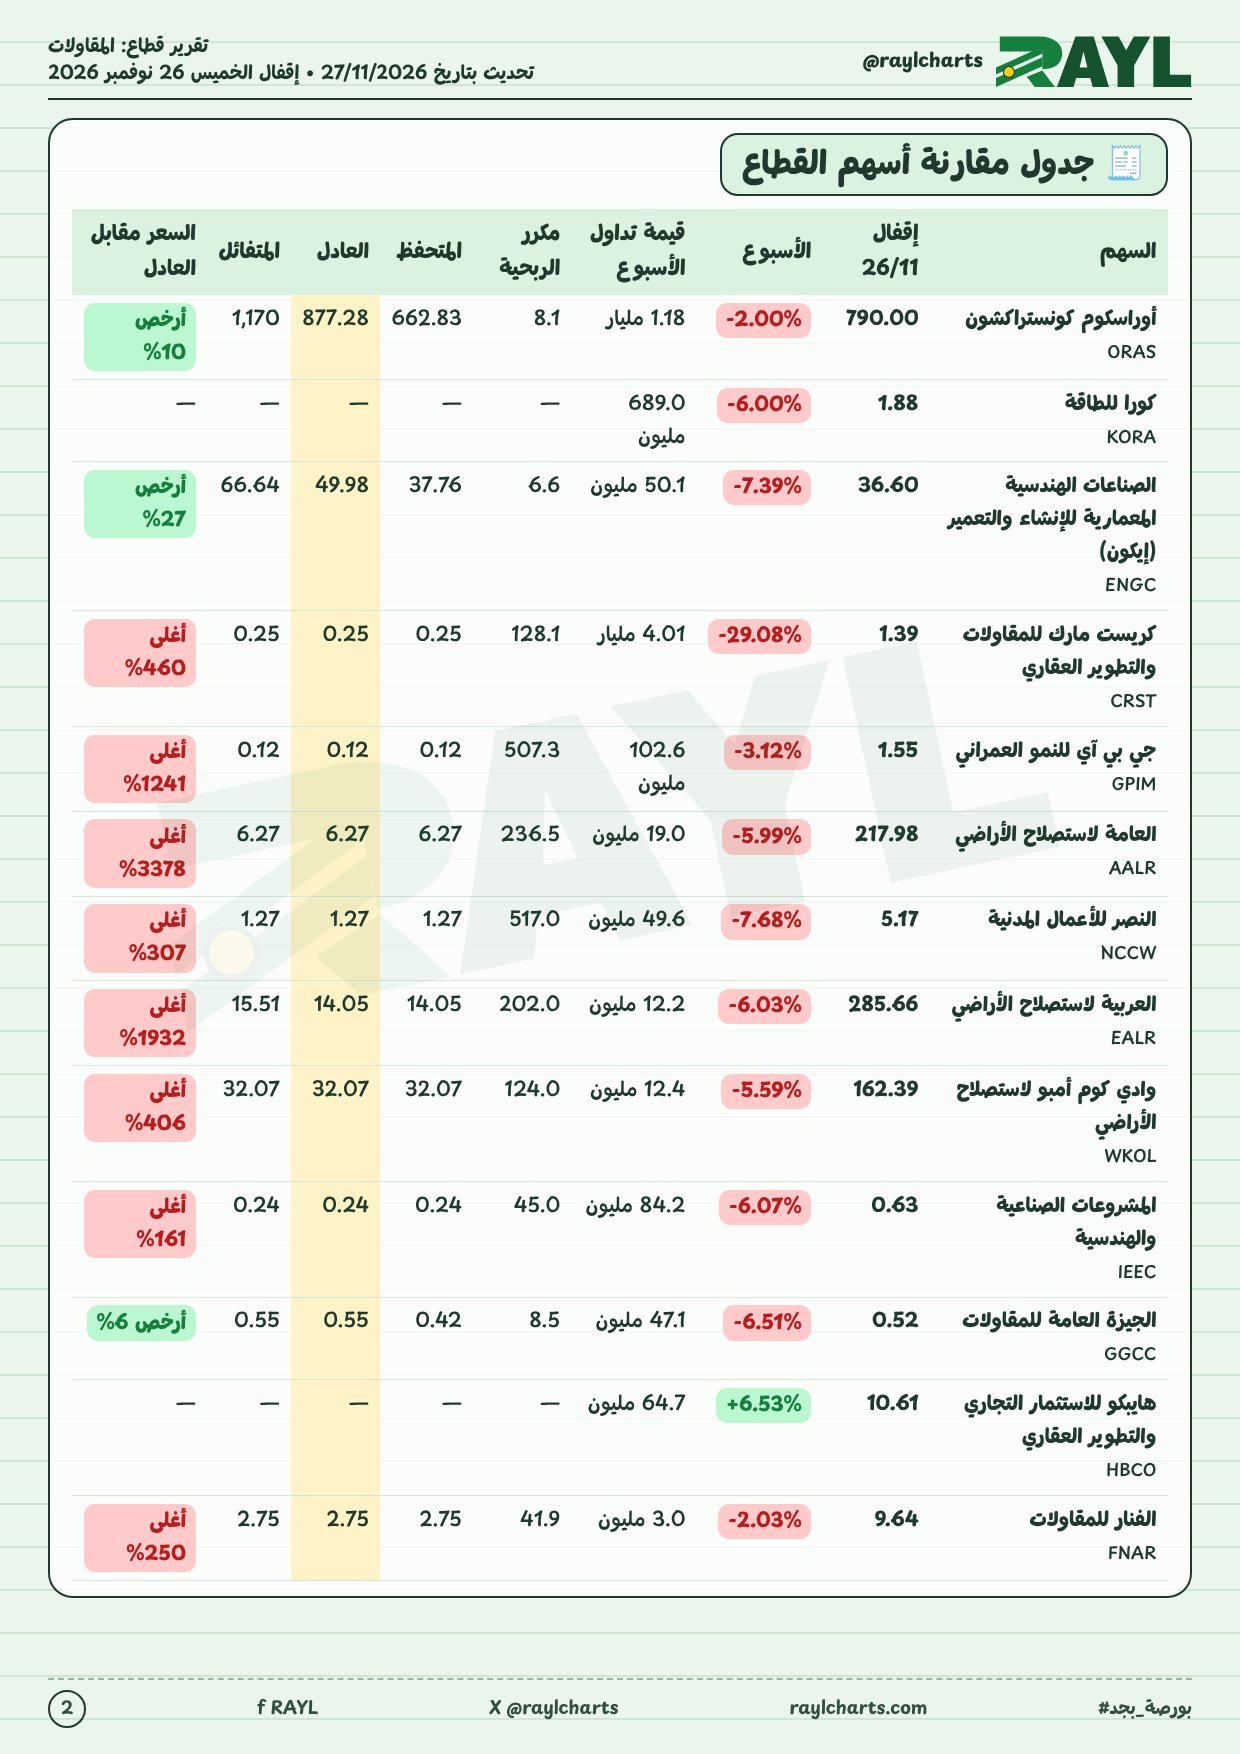 RAYL
@raylcharts
تقرير قطاع: المقاولات
تحديث بتاريخ 27/11/2026 • إقفال الخميس 26 نوفمبر 2026
جدول مقارنة أسهم القطاع
السهم إقفال 26/11 الأسبوع قيمة تداول الأسبوع مكرر الربحية المتحفظ العادل المتفائل السعر مقابل العادل
أوراسكوم كونستراكشون 790.00 -2.00% 1.18 مليار 8.1 662.83 877.28 1,170 أرخص
ORAS %10
كورا للطاقة 1.88 -6.00% 689.0 — — — — —
KORA مليون
الصناعات الهندسية 36.60 -7.39% 50.1 مليون 6.6 37.76 49.98 66.64 أرخص
المعمارية للإنشاء والتعمير %27
(إيكون)
ENGC
كريست مارك للمقاولات 1.39 -29.08% 4.01 مليار 128.1 0.25 0.25 0.25 أغلى
والتطوير العقاري %460
CRST
جي بي آي للنمو العمراني 1.55 -3.12% 102.6 507.3 0.12 0.12 0.12 أغلى
GPIM مليون %1241
العامة لاستصلاح الأراضي 217.98 -5.99% 19.0 مليون 236.5 6.27 6.27 6.27 أغلى
AALR %3378
النصر للأعمال المدنية 5.17 -7.68% 49.6 مليون 517.0 1.27 1.27 1.27 أغلى
NCCW %307
العربية لاستصلاح الأراضي 285.66 -6.03% 12.2 مليون 202.0 14.05 14.05 15.51 أغلى
EALR %1932
وادي كوم أمبو لاستصلاح 162.39 -5.59% 12.4 مليون 124.0 32.07 32.07 32.07 أغلى
الأراضي %406
WKOL
المشروعات الصناعية 0.63 -6.07% 84.2 مليون 45.0 0.24 0.24 0.24 أغلى
والهندسية %161
IEEC
الجيزة العامة للمقاولات 0.52 -6.51% 47.1 مليون 8.5 0.42 0.55 0.55 أرخص 6%
GGCC
هايبكو للاستثمار التجاري 10.61 +6.53% 64.7 مليون — — — — —
والتطوير العقاري
HBCO
الفنار للمقاولات 9.64 -2.03% 3.0 مليون 41.9 2.75 2.75 2.75 أغلى
FNAR %250
RAYL
#بورصة_بجد raylcharts.com X @raylcharts f RAYL 2